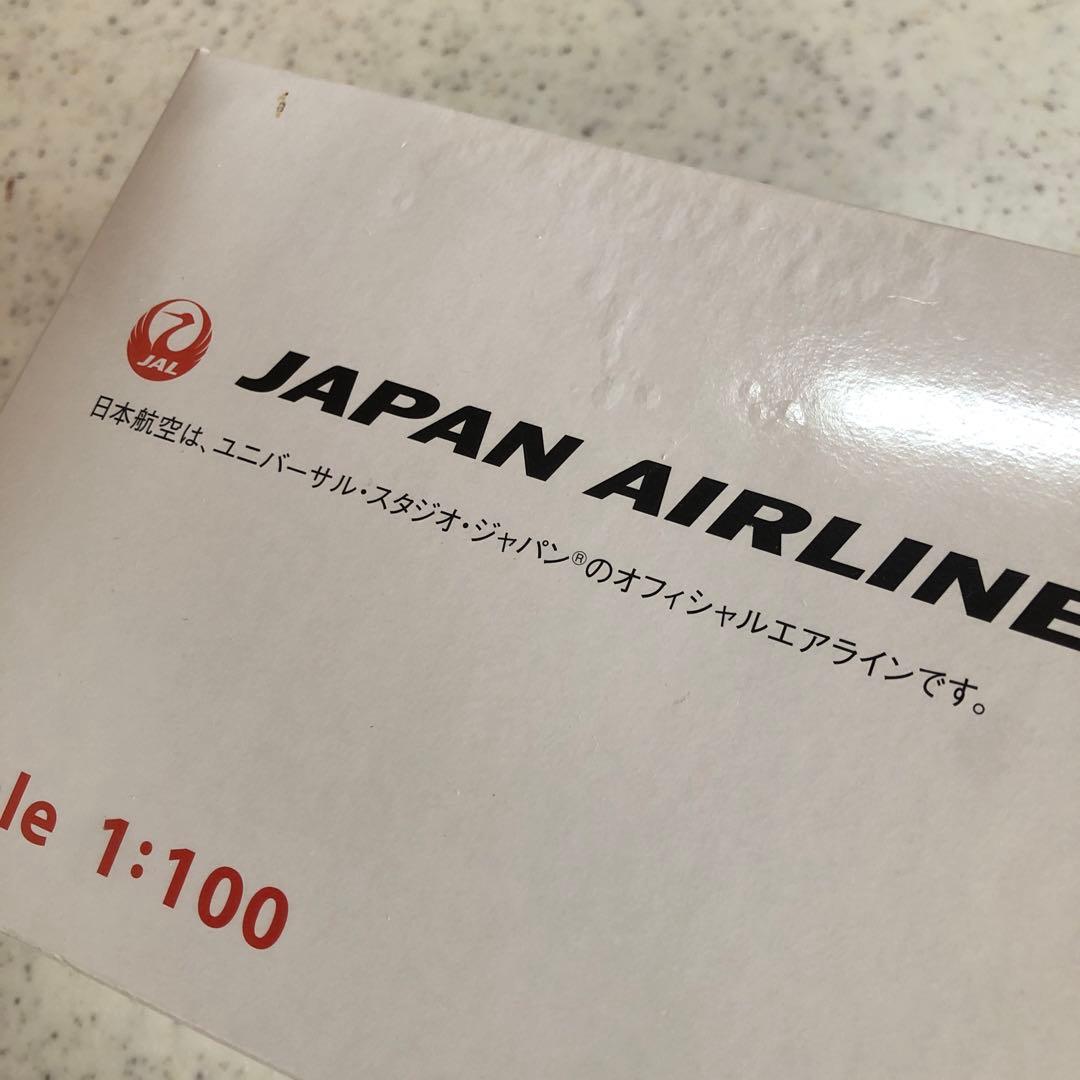 JAL
JAPAN AIRLINE
日本航空は、ユニバーサル・スタジオ・ジャパン®のオフィシャルエアラインです。
le 1:100